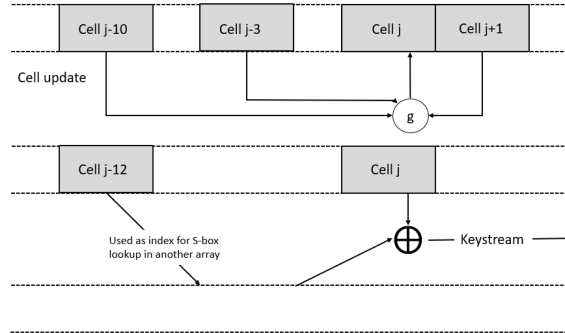 Cell j-10
Cell j-3
Cell j
Cell j+1
Cell update
g
Cell j-12
Cell j
Used as index for S-box
lookup in another array
Keystream